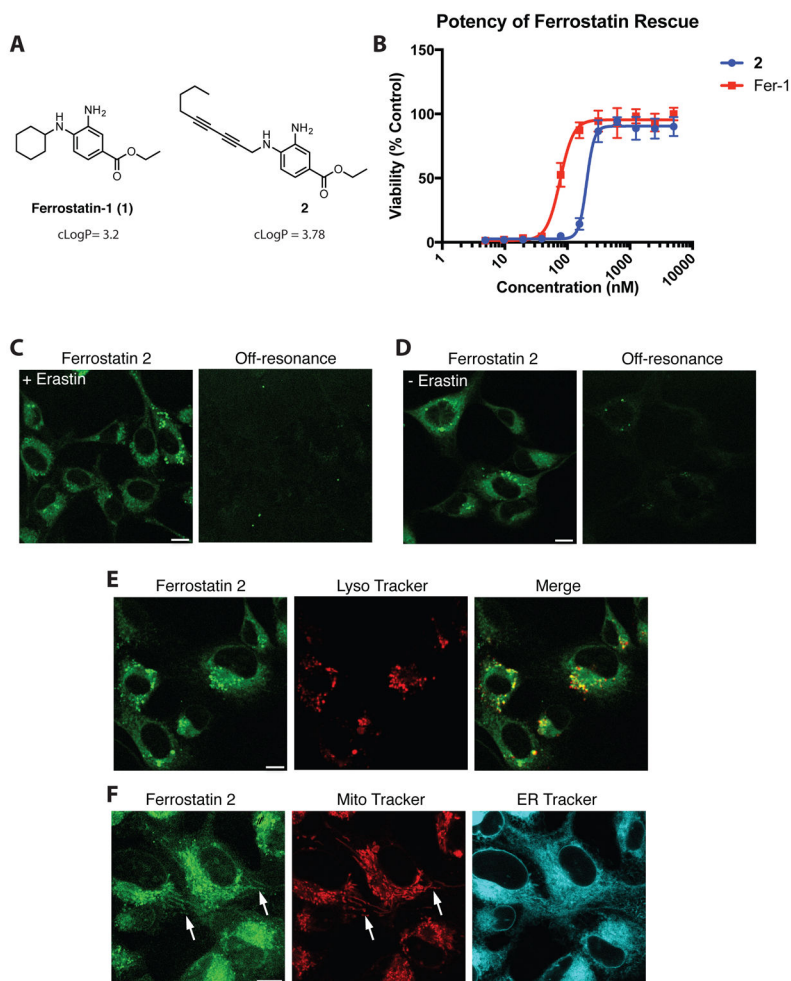 A
HN
NH2
O
O
Ferrostatin-1 (1)
cLogP= 3.2
HN
NH2
O
O
2
cLogP = 3.78
B
Potency of Ferrostatin Rescue
Viability (% Control)
150
100
50
0
1
10
100
1000
10000
Concentration (nM)
2
Fer-1
C
Ferrostatin 2
Off-resonance
+ Erastin
D
Ferrostatin 2
Off-resonance
- Erastin
E
Ferrostatin 2
Lyso Tracker
Merge
F
Ferrostatin 2
Mito Tracker
ER Tracker